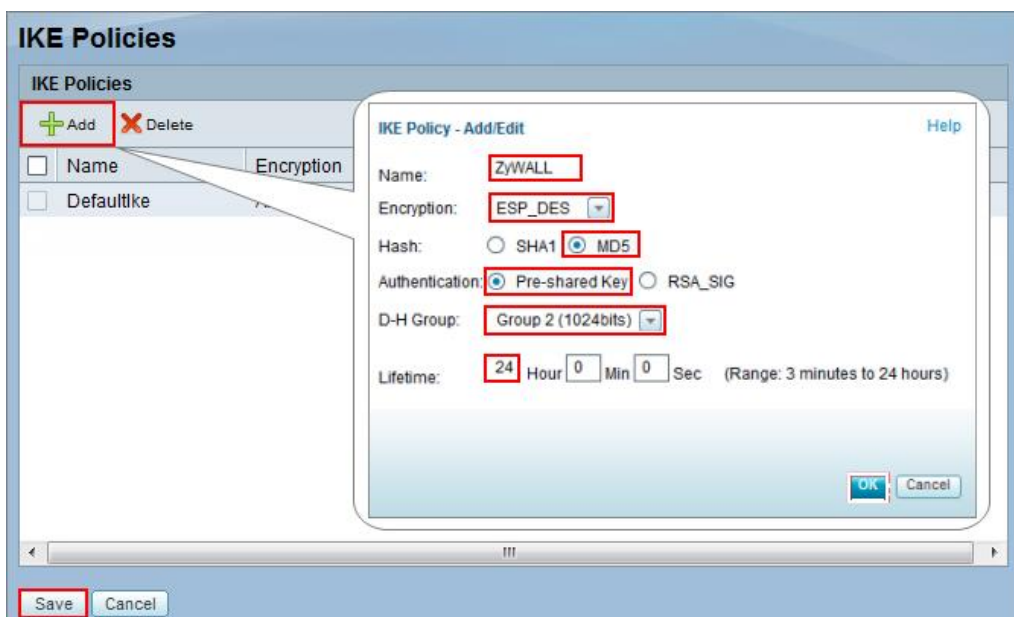 IKE Policies
IKE Policies
Add Delete
Name Encryption
DefaultIke
IKE Policy - Add/Edit Help
Name: ZyWALL
Encryption: ESP_DES
Hash: SHA1 MD5
Authentication: Pre-shared Key RSA_SIG
D-H Group: Group 2 (1024bits)
Lifetime: 24 Hour 0 Min 0 Sec (Range: 3 minutes to 24 hours)
OK Cancel
Save Cancel